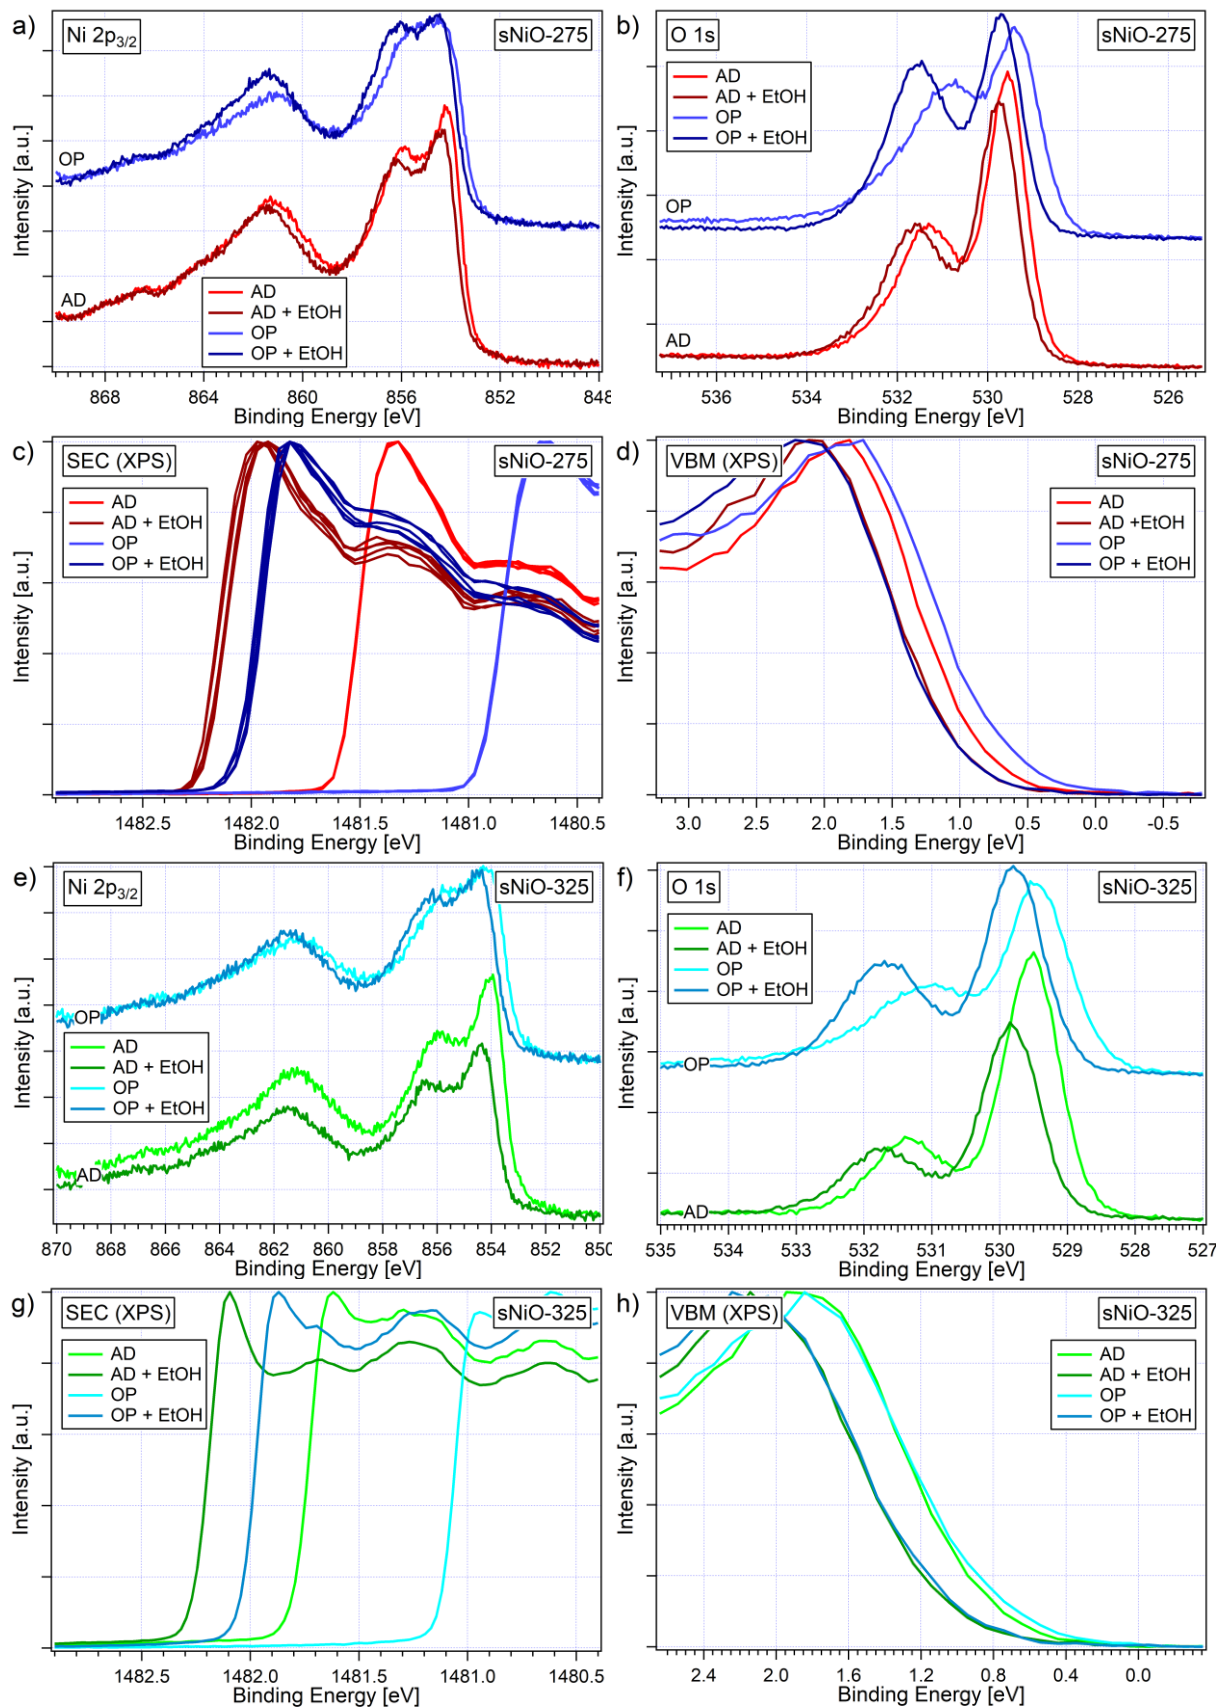 a)
Ni 2p3/2
sNiO-275
OP
AD
AD
AD + EtOH
OP
OP + EtOH
Intensity [a.u.]
868 864 860 856 852 848
Binding Energy [eV]
b)
O 1s
sNiO-275
AD
AD + EtOH
OP
OP + EtOH
OP
AD
Intensity [a.u.]
536 534 532 530 528 526
Binding Energy [eV]
c)
SEC (XPS)
sNiO-275
AD
AD + EtOH
OP
OP + EtOH
Intensity [a.u.]
1482.5 1482.0 1481.5 1481.0 1480.5
Binding Energy [eV]
d)
VBM (XPS)
sNiO-275
AD
AD +EtOH
OP
OP + EtOH
Intensity [a.u.]
3.0 2.5 2.0 1.5 1.0 0.5 0.0 -0.5
Binding Energy [eV]
e)
Ni 2p3/2
sNiO-325
OP
AD
AD + EtOH
OP
OP + EtOH
AD
Intensity [a.u.]
870 868 866 864 862 860 858 856 854 852 850
Binding Energy [eV]
f)
O 1s
sNiO-325
AD
AD + EtOH
OP
OP + EtOH
OP
AD
Intensity [a.u.]
535 534 533 532 531 530 529 528 527
Binding Energy [eV]
g)
SEC (XPS)
sNiO-325
AD
AD + EtOH
OP
OP + EtOH
Intensity [a.u.]
1482.5 1482.0 1481.5 1481.0 1480.5
Binding Energy [eV]
h)
VBM (XPS)
sNiO-325
AD
AD + EtOH
OP
OP + EtOH
Intensity [a.u.]
2.4 2.0 1.6 1.2 0.8 0.4 0.0
Binding Energy [eV]